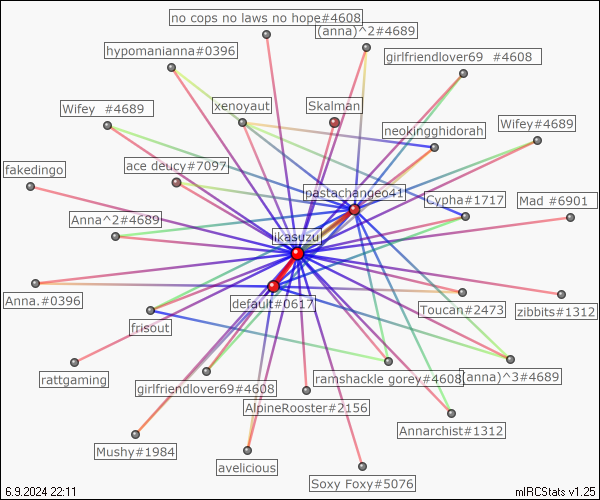 no cops no laws no hope#4608
(anna)^2#4689
hypomanianna#0396
girlfriendlover69 #4608
xenoyaut
Skalman
Wifey #4689
neokingghidorah
Wifey#4689
fakedingo
ace deucy#7097
pastachangeo41
Cypha#1717
Mad #6901
Anna^2#4689
ikasuzu
Anna.#0396
default#0617
Toucan#2473
zibbits#1312
frisout
rattgaming
girlfriendlover69#4608
ramshackle gorey#4608
(anna)^3#4689
AlpineRooster#2156
Annarchist#1312
Mushy#1984
avelicious
Soxy Foxy#5076
6.9.2024 22:11
mIRCStats v1.25